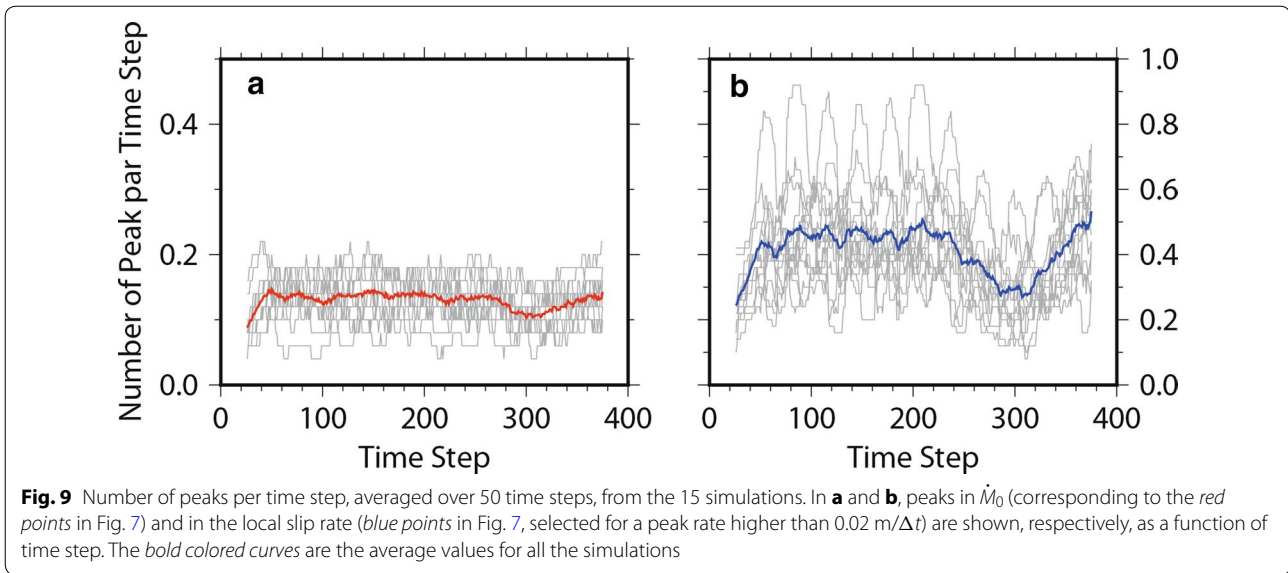 Number of Peak par Time Step
a
0.4
0.2
0.0
0 100 200 300 400
Time Step
b
1.0
0.8
0.6
0.4
0.2
0.0
0 100 200 300 400
Time Step
Fig. 9 Number of peaks per time step, averaged over 50 time steps, from the 15 simulations. In a and b, peaks in Ṁ₀ (corresponding to the red
points in Fig. 7) and in the local slip rate (blue points in Fig. 7, selected for a peak rate higher than 0.02 m/Δt) are shown, respectively, as a function of
time step. The bold colored curves are the average values for all the simulations